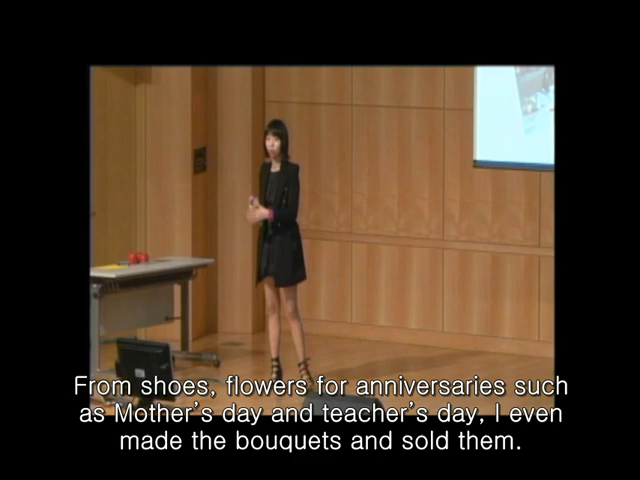 From shoes, flowers for anniversaries such
as Mother's day and teacher's day, I even
made the bouquets and sold them.